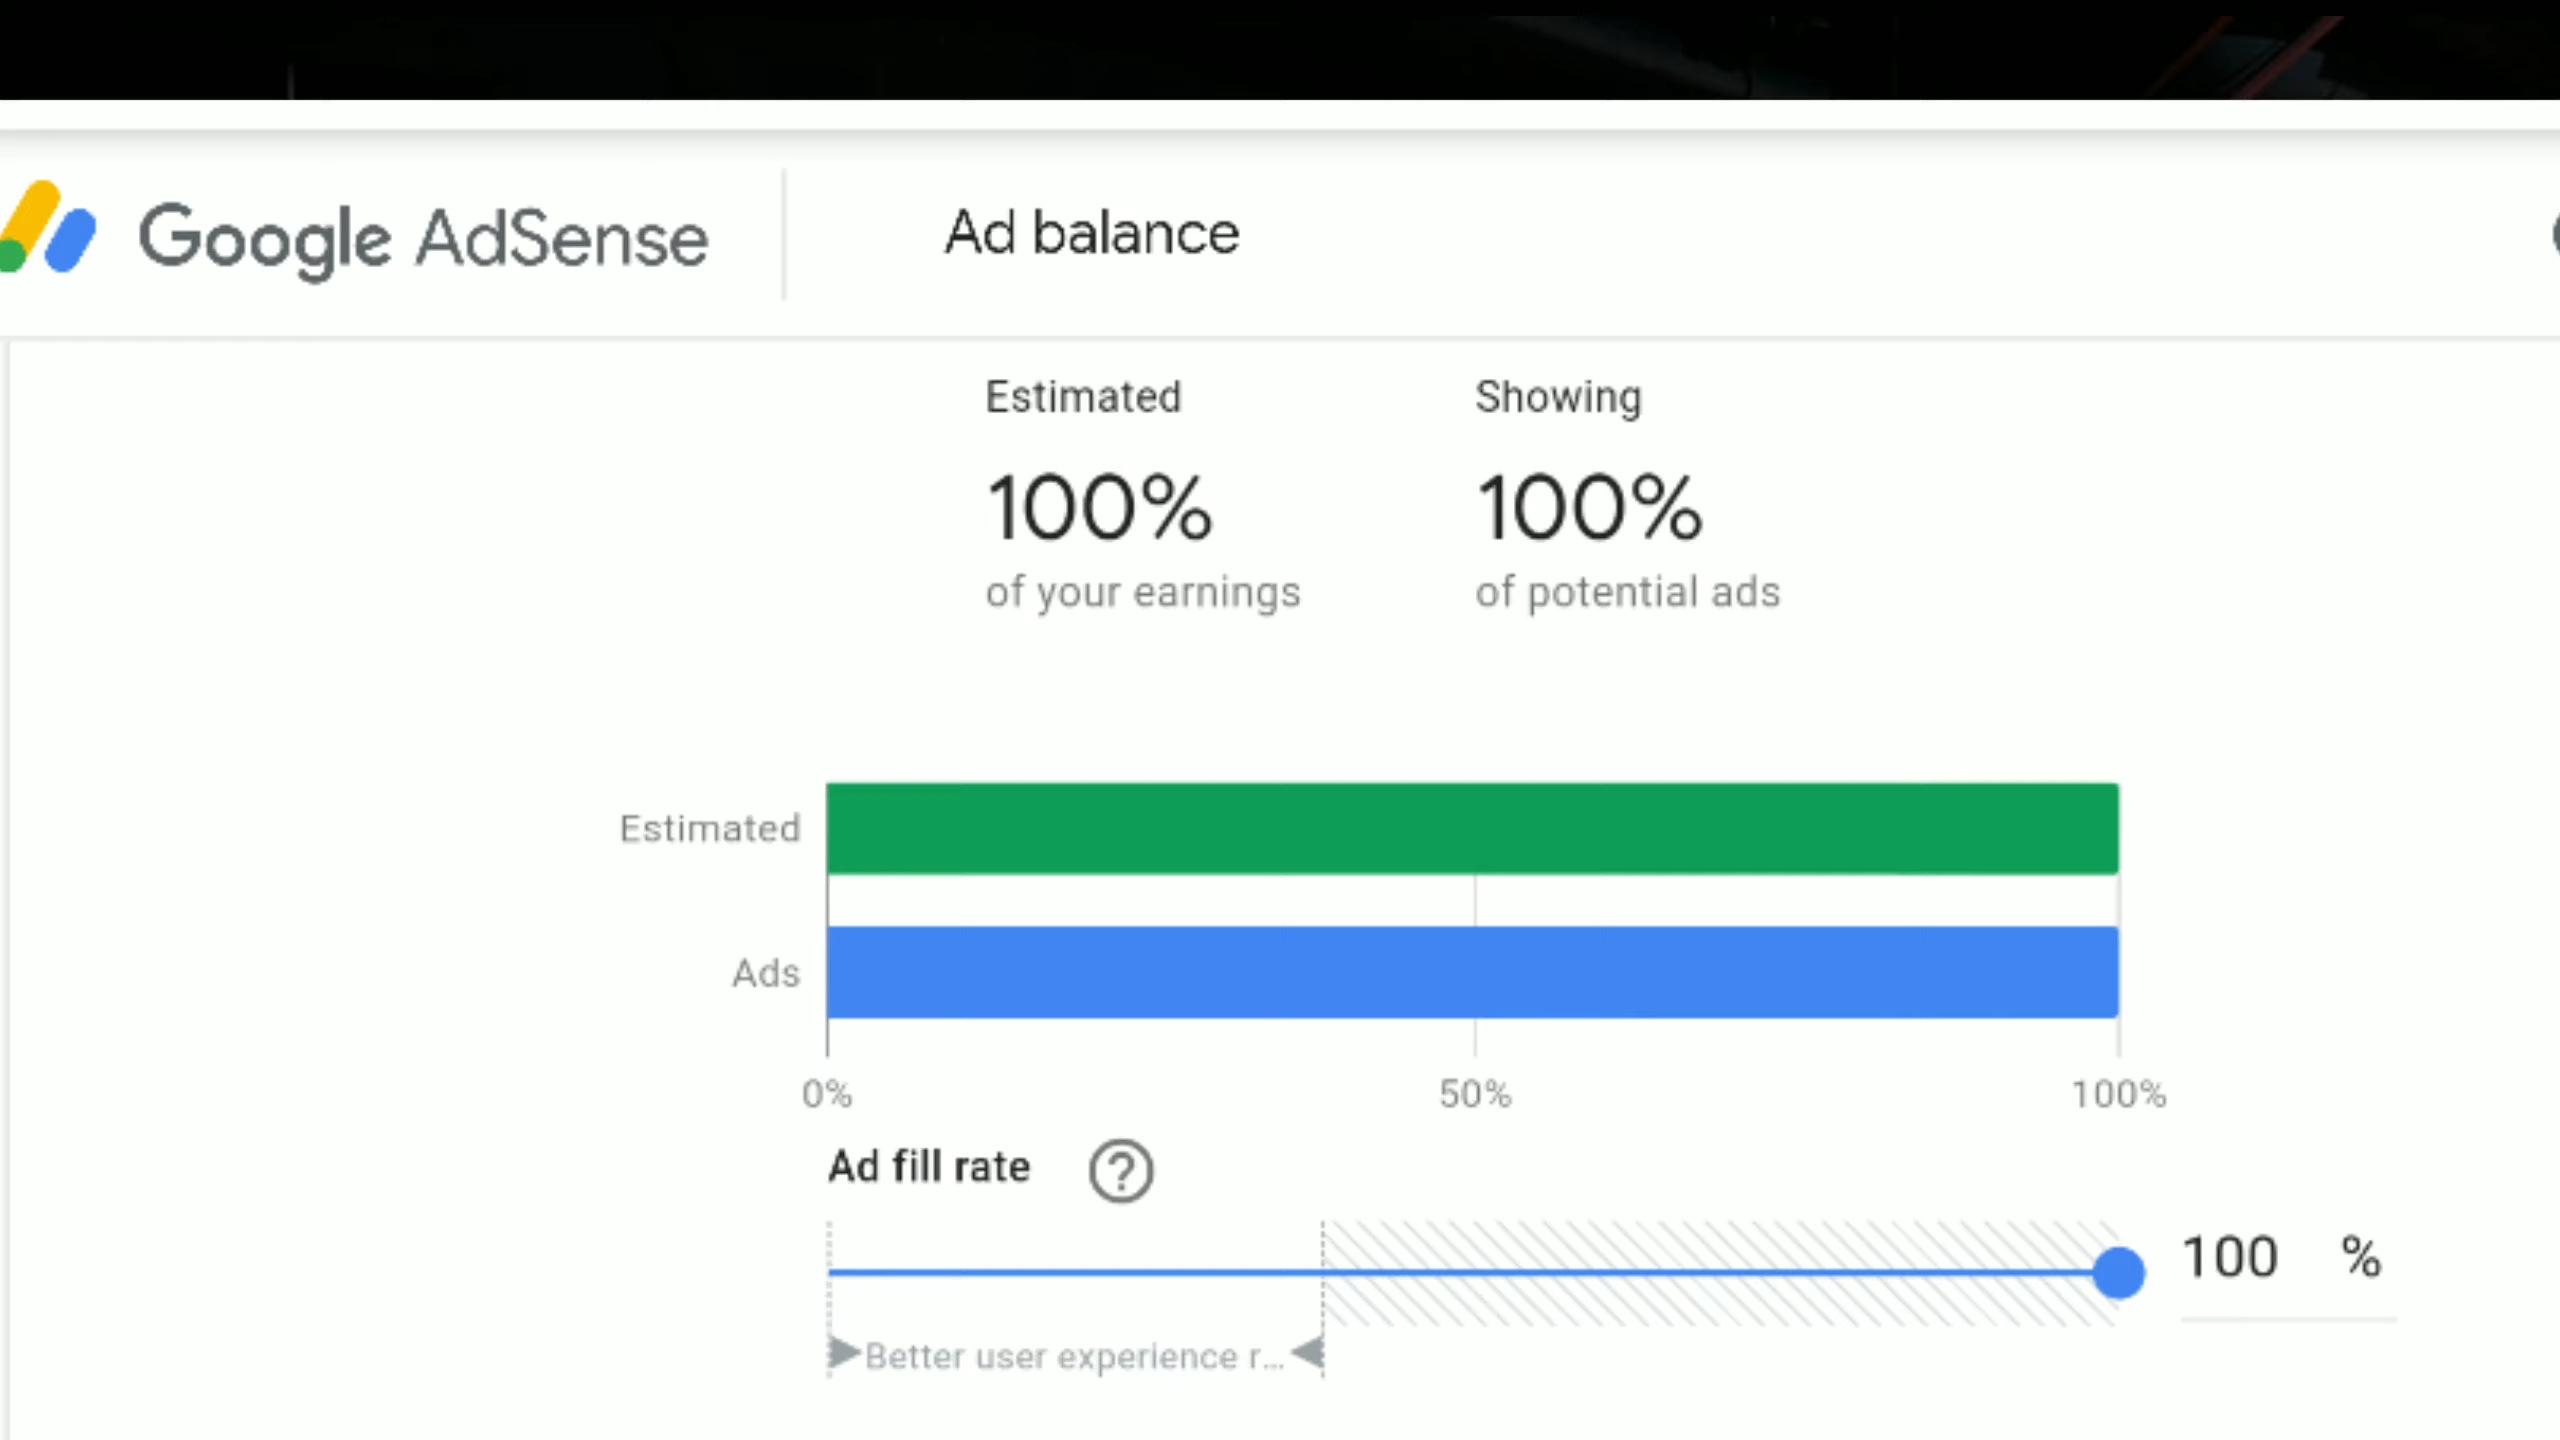 Google AdSense
Ad balance
Estimated
100%
of your earnings
Showing
100%
of potential ads
Estimated
Ads
0%
50%
100%
Ad fill rate
?
100 %
Better user experience r...